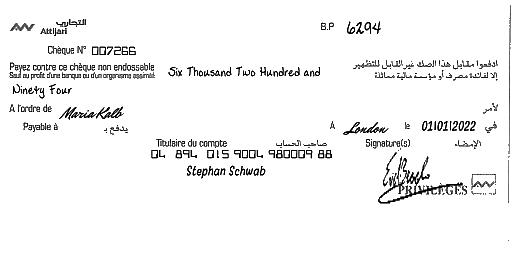 التجاري
Attijari
B.P 6294
Chèque N° 007266
Payez contre ce chèque non endossable
Sauf au profit d'une banque ou d'un organisme assimilé
Six Thousand Two Hundred and
ادفعوا مقابل هذا الصك غير القابل للتظهير
إلا لفائدة مصرف أو مؤسسة مالية مماثلة
Ninety Four
A l'ordre de Maria Kalb
لأمر
Payable à يدفع بـ
A London le 01/01/2022 في
Titulaire du compte صاحب الحساب
Signature(s) الإمضاء
04 894 015 9004 980009 88
Stephan Schwab
PRIVILÈGES